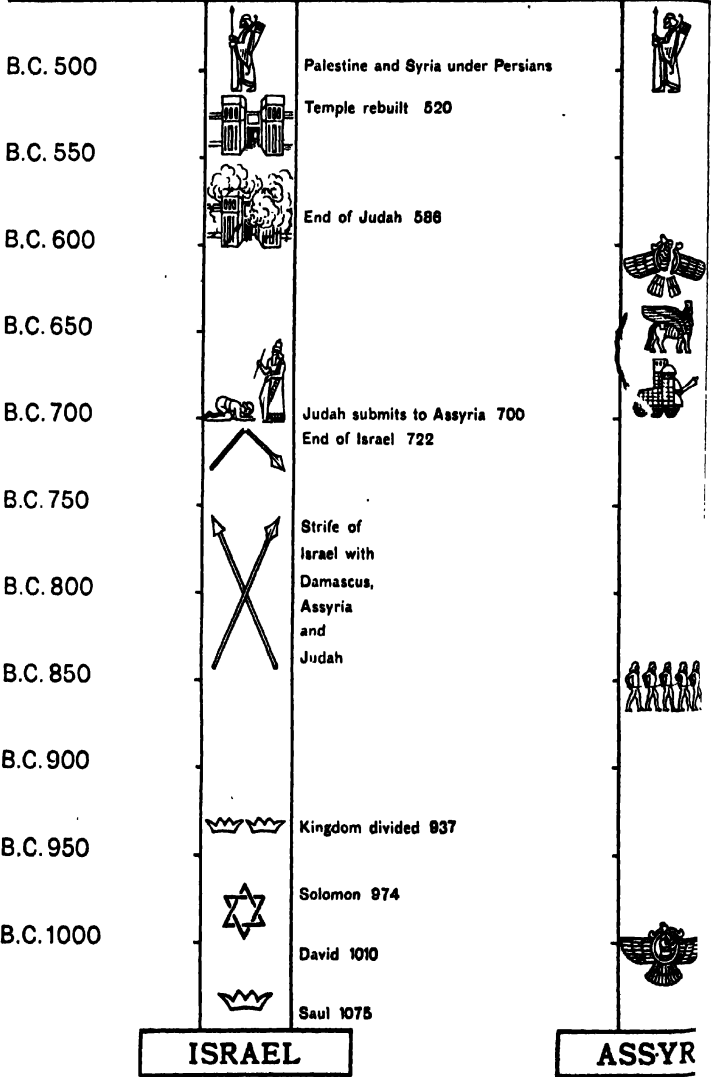 B.C. 500
Palestine and Syria under Persians
Temple rebuilt 520
B.C. 550
End of Judah 586
B.C. 600
B.C. 650
B.C. 700
Judah submits to Assyria 700
End of Israel 722
B.C. 750
Strife of
Israel with
Damascus,
Assyria
and
Judah
B.C. 800
B.C. 850
B.C. 900
Kingdom divided 937
B.C. 950
Solomon 974
B.C. 1000
David 1010
Saul 1075
ISRAEL
ASSYR